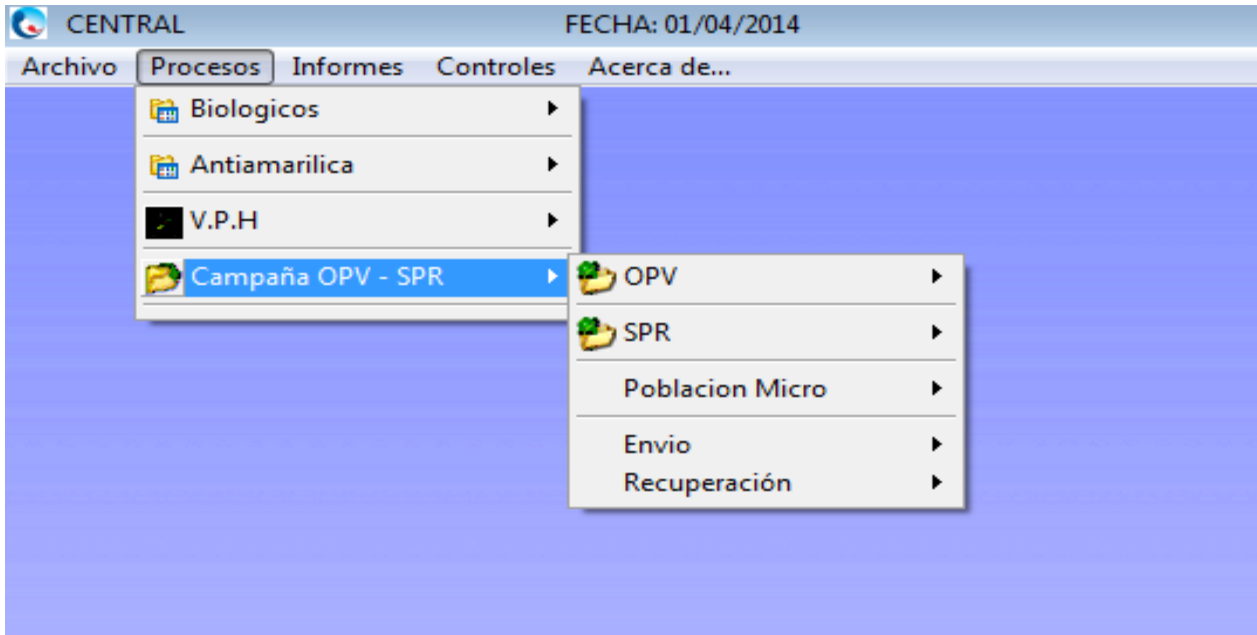 CENTRAL FECHA: 01/04/2014
Archivo Procesos Informes Controles Acerca de...
Biologicos
Antiamarilica
V.P.H
Campaña OPV - SPR
OPV
SPR
Poblacion Micro
Envio
Recuperación